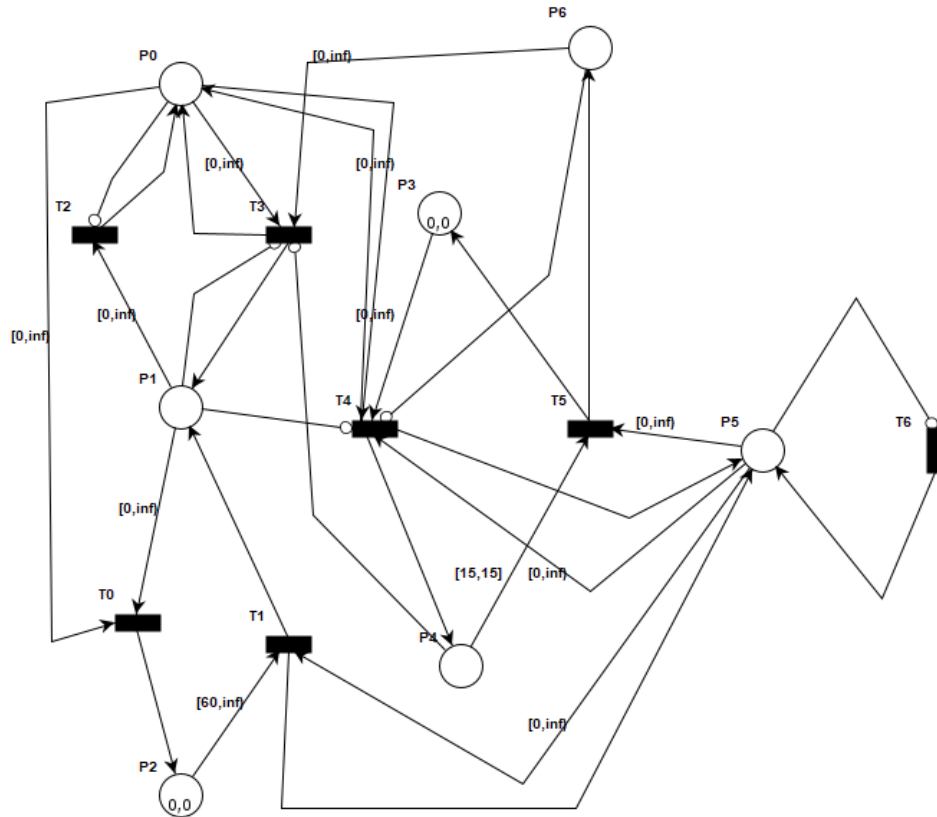 P6
P0
[0,inf)
[0,inf)
[0,inf)
P3
T2
T3
0,0
[0,inf)
[0,inf)
[0,inf)
P1
T4
T5
P5
T6
[0,inf)
[0,inf)
[15,15]
[0,inf)
T0
T1
P4
[60,inf)
[0,inf)
P2
0,0